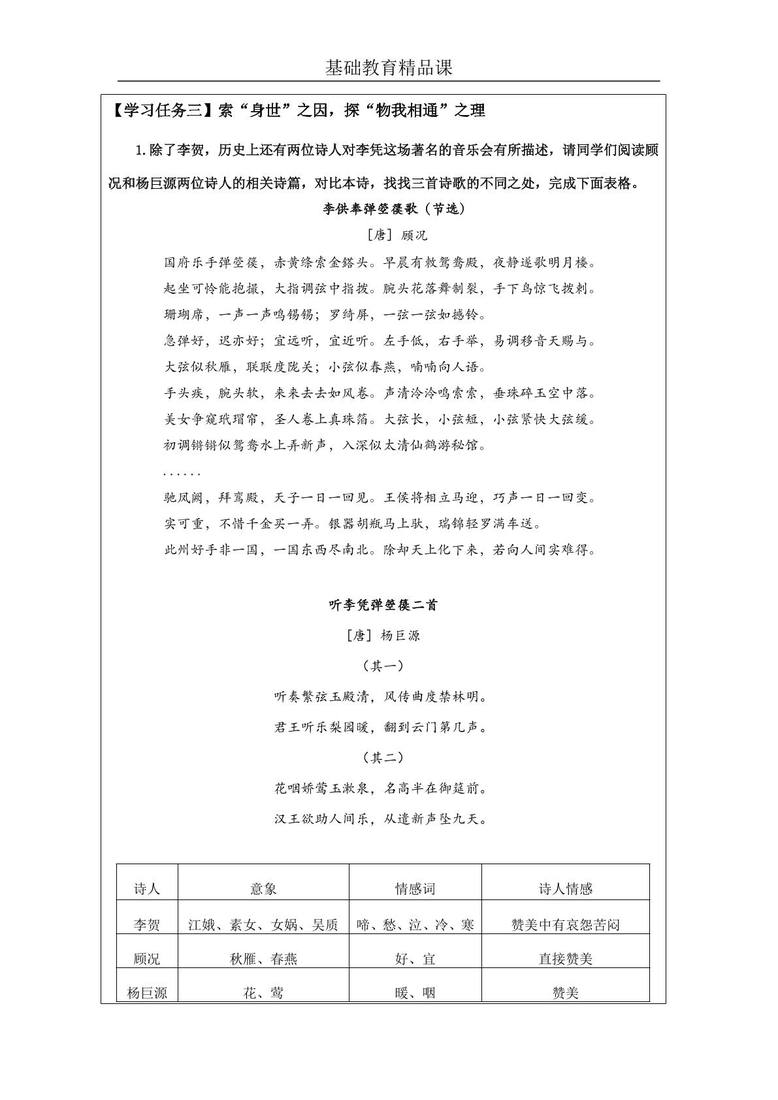 基础教育精品课
【学习任务三】索“身世”之因，探“物我相通”之理
1.除了李贺，历史上还有两位诗人对李凭这场著名的音乐会有所描述，请同学们阅读顾
况和杨巨源两位诗人的相关诗篇，对比本诗，找找三首诗歌的不同之处，完成下面表格。
李供奉弹箜篌歌（节选）
［唐］顾况
国府乐手弹箜篌，赤黄绦索金鎝头。早晨有敕鸳鸯殿，夜静遂歌明月楼。
起坐可怜能抱撮，大指调弦中指拨。腕头花落舞制裂，手下鸟惊飞拨剌。
珊瑚席，一声一声鸣锡锡；罗绮屏，一弦一弦如撼铃。
急弹好，迟亦好；宜远听，宜近听。左手低，右手举，易调移音天赐与。
大弦似秋雁，联联度陇关；小弦似春燕，喃喃向人语。
手头疾，腕头软，来来去去如风卷。声清泠泠鸣索索，垂珠碎玉空中落。
美女争窥玳瑁帘，圣人卷上真珠箔。大弦长，小弦短，小弦紧快大弦缓。
初调锵锵似鸳鸯水上弄新声，入深似太清仙鹤游秘馆。
......
驰凤阙，拜鸾殿，天子一日一回见。王侯将相立马迎，巧声一日一回变。
实可重，不惜千金买一弄。银器胡瓶马上驮，瑞锦轻罗满车送。
此州好手非一国，一国东西尽南北。除却天上化下来，若向人间实难得。
听李凭弹箜篌二首
［唐］杨巨源
（其一）
听奏繁弦玉殿清，风传曲度禁林明。
君王听乐梨园暖，翻到云门第几声。
（其二）
花咽娇莺玉漱泉，名高半在御筵前。
汉王欲助人间乐，从遣新声坠九天。
诗人 意象 情感词 诗人情感
李贺 江娥、素女、女娲、吴质 啼、愁、泣、冷、寒 赞美中有哀怨苦闷
顾况 秋雁、春燕 好、宜 直接赞美
杨巨源 花、莺 暖、咽 赞美